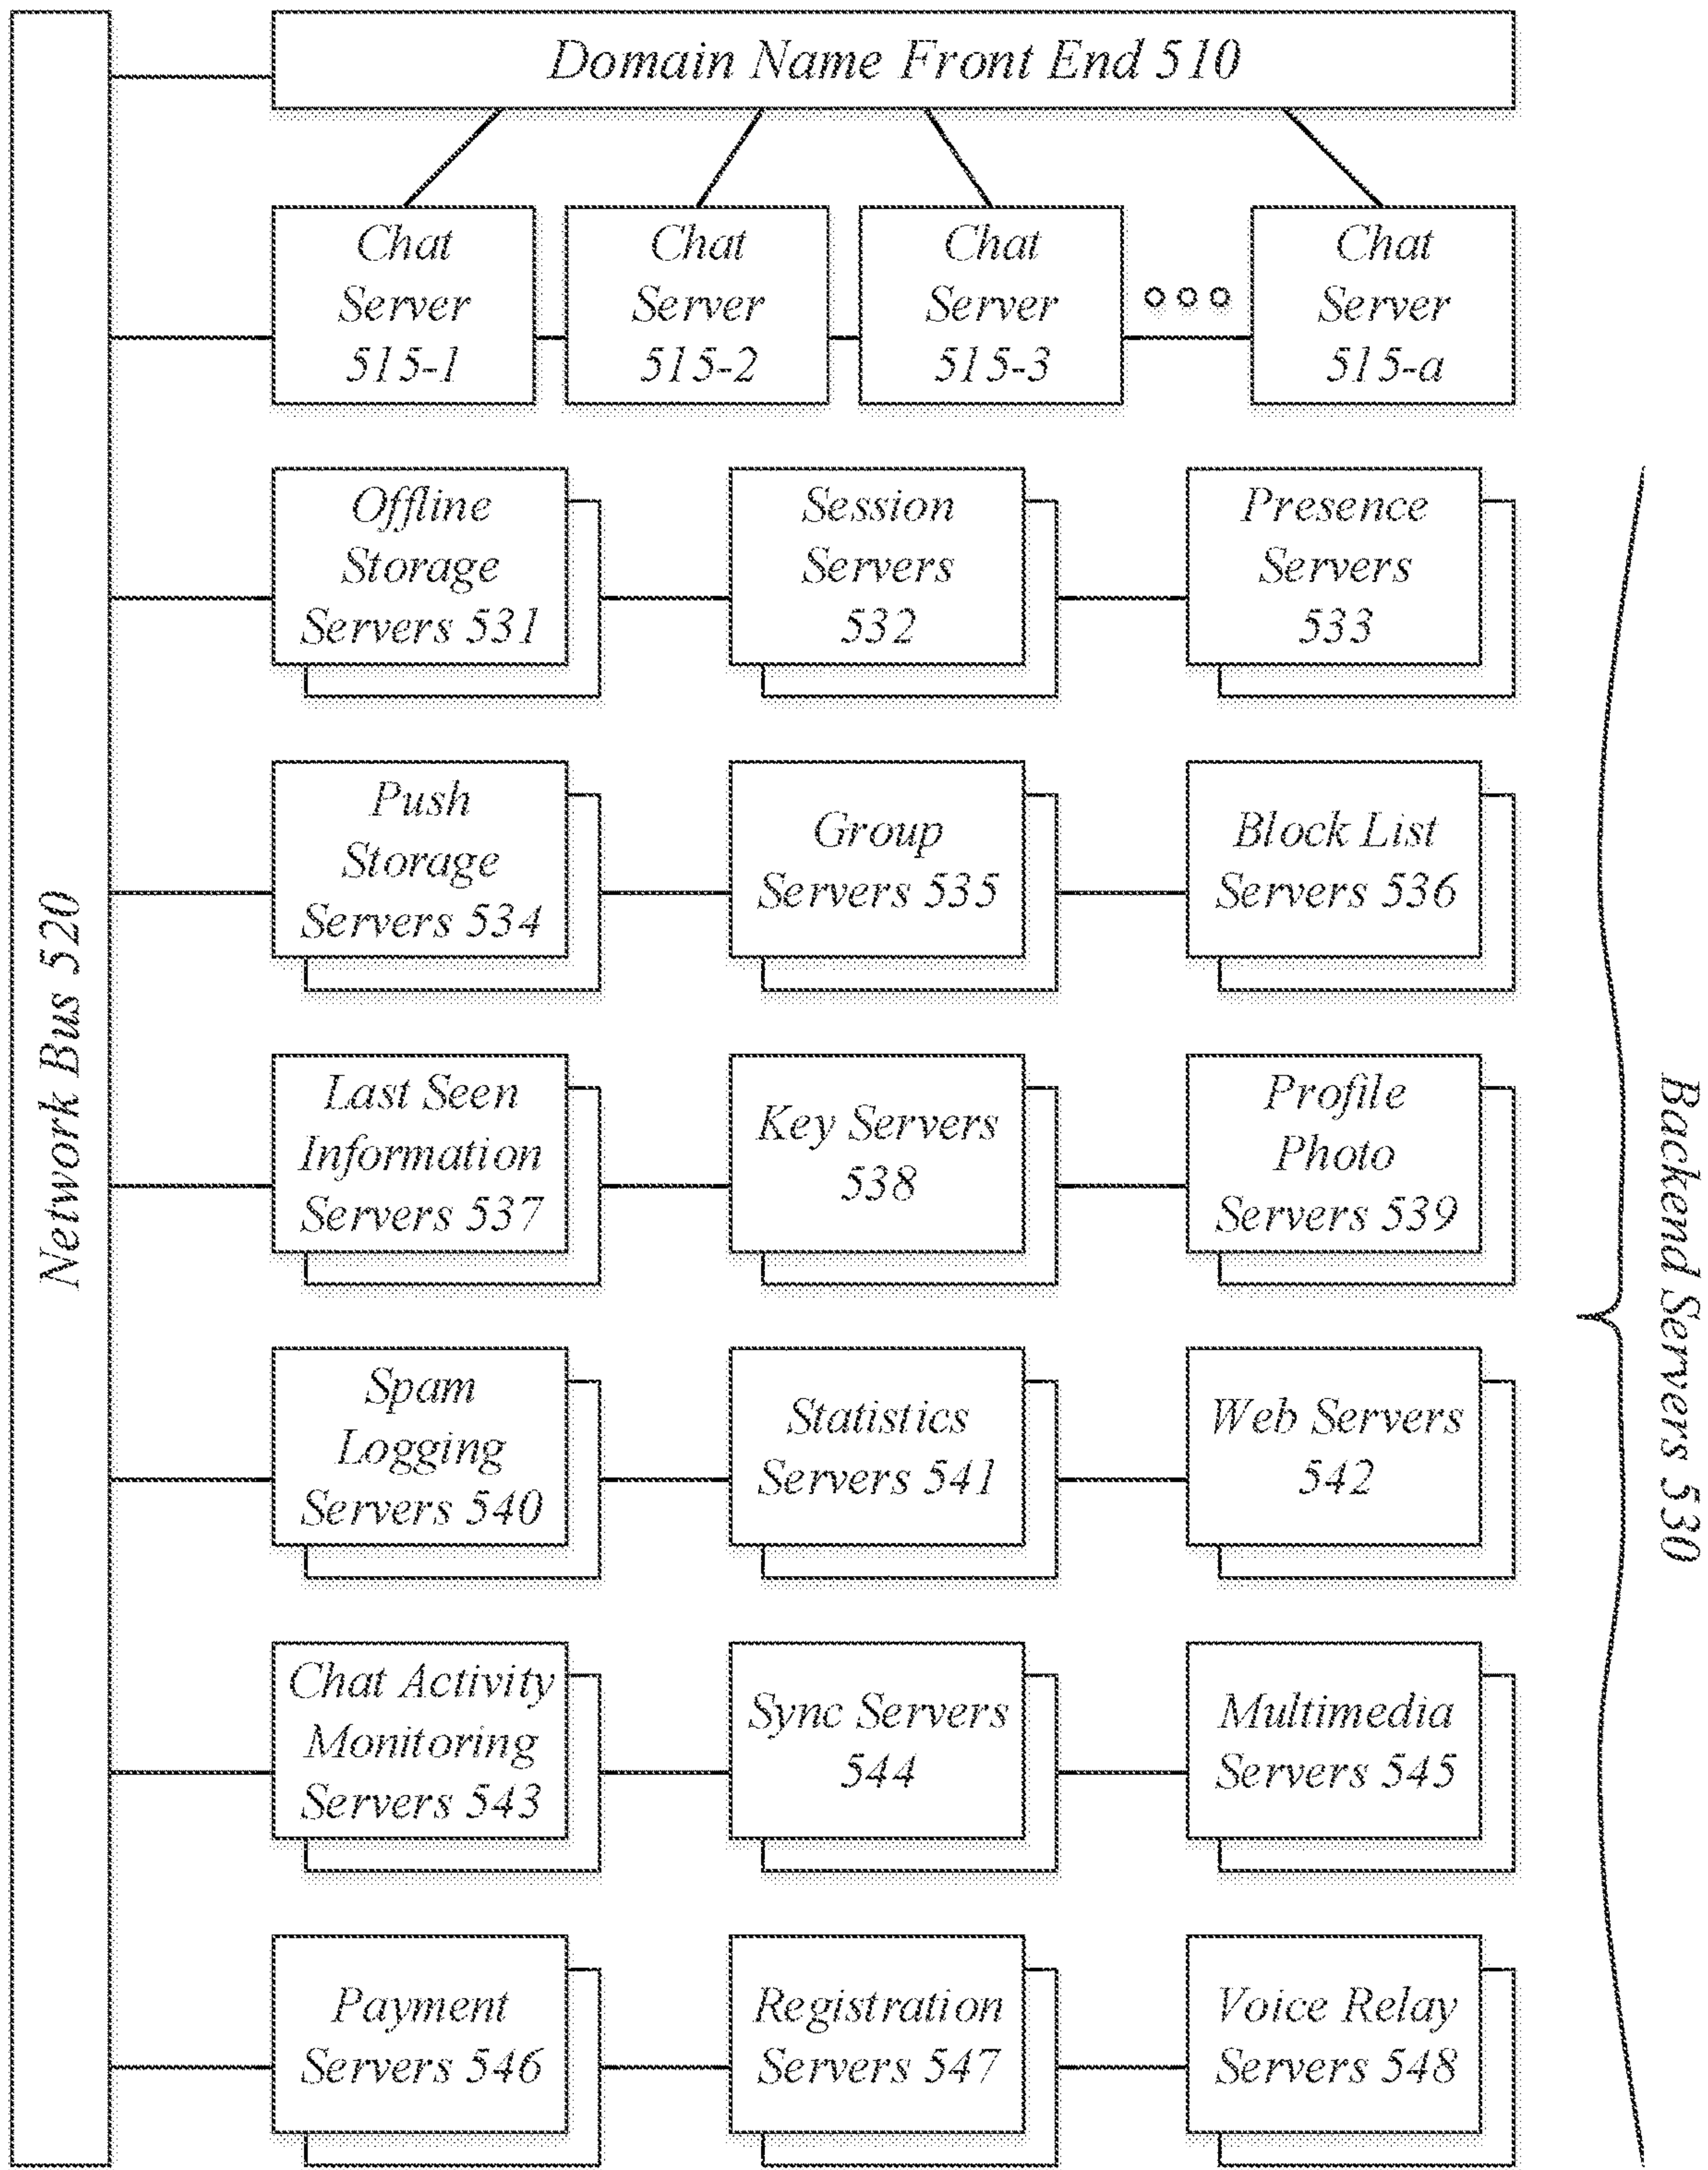 Domain Name Front End 510
Chat
Server
515-1
Chat
Server
515-2
Chat
Server
515-3
Chat
Server
515-a
Network Bus 520
Offline
Storage
Servers 531
Session
Servers
532
Presence
Servers
533
Push
Storage
Servers 534
Group
Servers 535
Block List
Servers 536
Last Seen
Information
Servers 537
Key Servers
538
Profile
Photo
Servers 539
Spam
Logging
Servers 540
Statistics
Servers 541
Web Servers
542
Chat Activity
Monitoring
Servers 543
Sync Servers
544
Multimedia
Servers 545
Payment
Servers 546
Registration
Servers 547
Voice Relay
Servers 548
Backend Servers 530